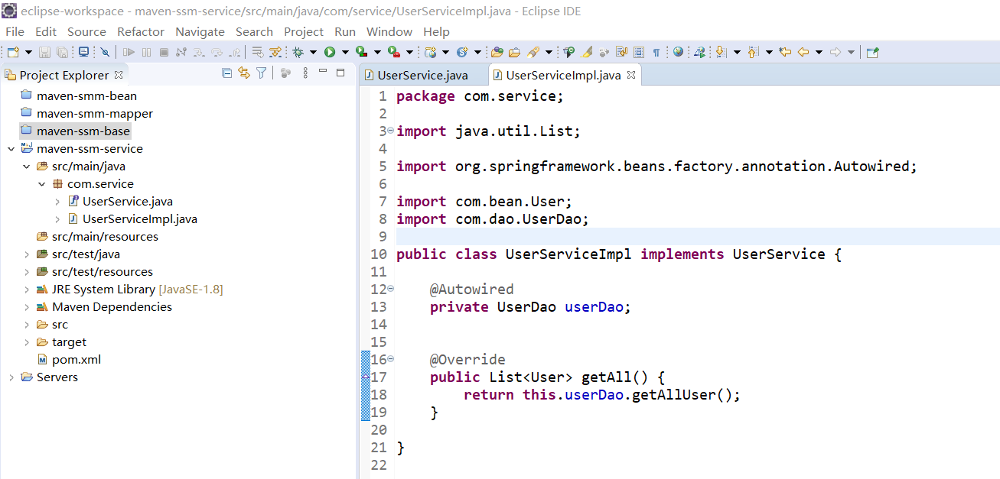 eclipse-workspace - maven-ssm-service/src/main/java/com/service/UserServiceImpl.java - Eclipse IDE
File Edit Source Refactor Navigate Search Project Run Window Help
Project Explorer
maven-smm-bean
maven-smm-mapper
maven-ssm-base
maven-ssm-service
src/main/java
com.service
UserService.java
UserServiceImpl.java
src/main/resources
src/test/java
src/test/resources
JRE System Library [JavaSE-1.8]
Maven Dependencies
src
target
pom.xml
Servers
UserService.java UserServiceImpl.java
1 package com.service;
2
3 import java.util.List;
4
5 import org.springframework.beans.factory.annotation.Autowired;
6
7 import com.bean.User;
8 import com.dao.UserDao;
9
10 public class UserServiceImpl implements UserService {
11
12     @Autowired
13     private UserDao userDao;
14
15
16     @Override
17     public List<User> getAll() {
18         return this.userDao.getAllUser();
19     }
20
21 }
22